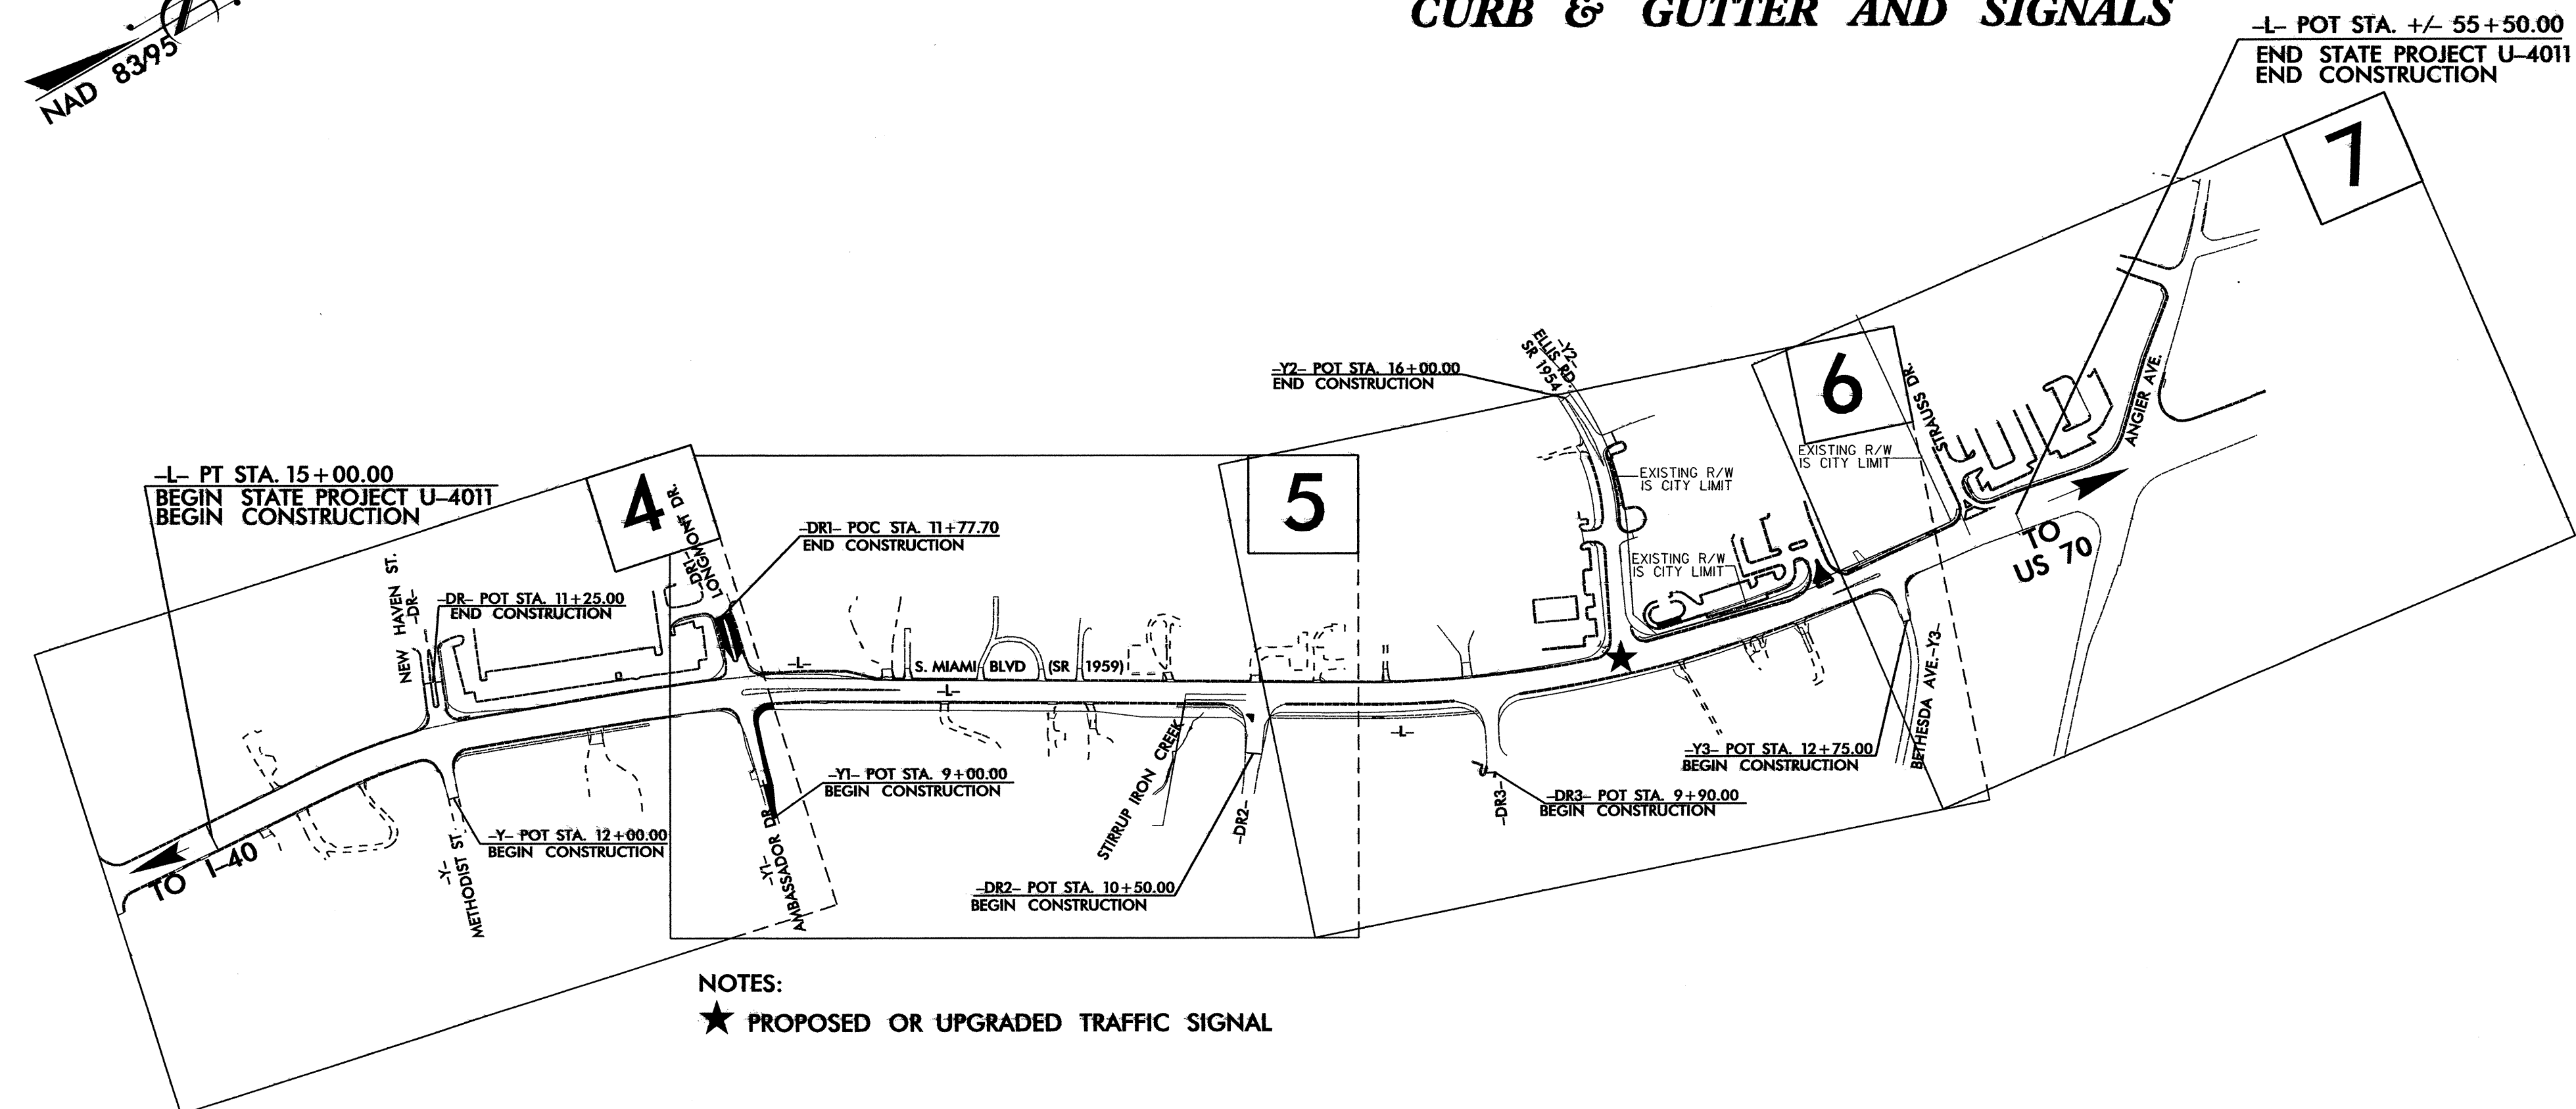 CURB & GUTTER AND SIGNALS
-L- POT STA. +/- 55+50.00
END STATE PROJECT U-4011
END CONSTRUCTION
NAD 83/95
7
-Y2- POT STA. 16+00.00
END CONSTRUCTION
-Y2-
ELLIS RD.
SR 1954
6
STRAUSS DR.
ANGIER AVE.
EXISTING R/W
IS CITY LIMIT
EXISTING R/W
IS CITY LIMIT
EXISTING R/W
IS CITY LIMIT
TO
US 70
-L- PT STA. 15+00.00
BEGIN STATE PROJECT U-4011
BEGIN CONSTRUCTION
4
-DR1-
LONGMONT DR.
5
-DR1- POC STA. 11+77.70
END CONSTRUCTION
NEW HAVEN ST.
-DR-
-DR- POT STA. 11+25.00
END CONSTRUCTION
-L-
S. MIAMI BLVD (SR 1959)
-L-
-L-
STIRRUP IRON CREEK
-Y1- POT STA. 9+00.00
BEGIN CONSTRUCTION
-Y3- POT STA. 12+75.00
BEGIN CONSTRUCTION
BETHESDA AVE.-Y3-
-DR3- POT STA. 9+90.00
BEGIN CONSTRUCTION
-DR3-
-DR2-
-Y- POT STA. 12+00.00
BEGIN CONSTRUCTION
TO I-40
-Y-
METHODIST ST.
-Y1-
AMBASSADOR DR.
-DR2- POT STA. 10+50.00
BEGIN CONSTRUCTION
NOTES:
★ PROPOSED OR UPGRADED TRAFFIC SIGNAL